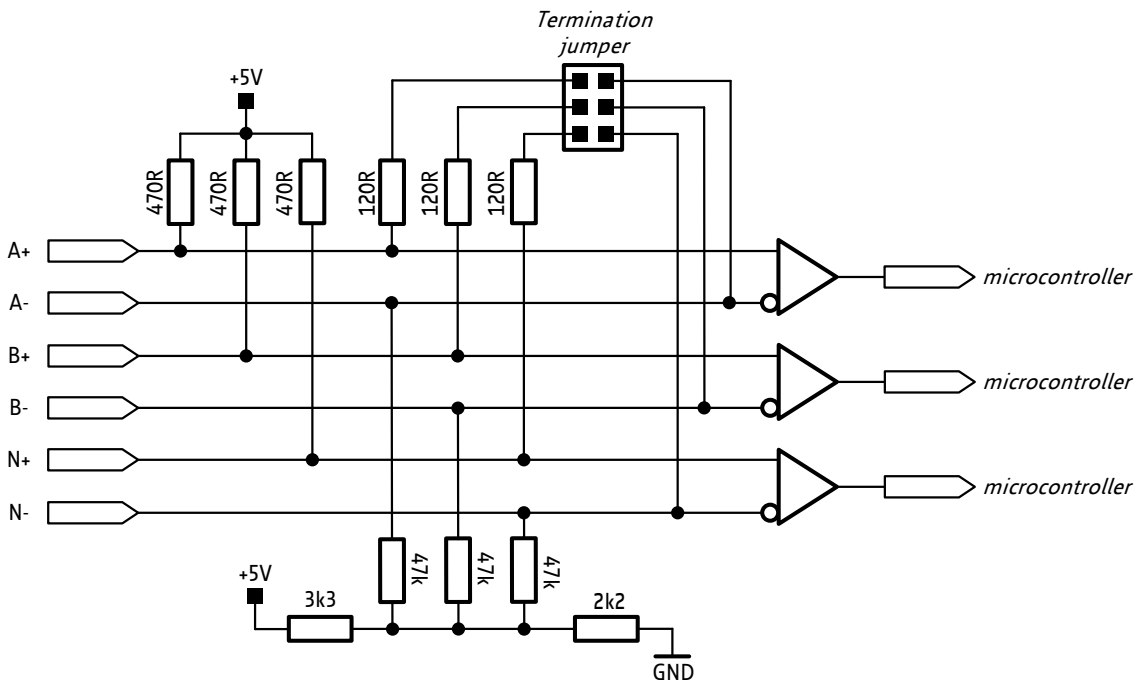 Termination
jumper
+5V
470R
470R
470R
120R
120R
120R
A+
microcontroller
A-
B+
microcontroller
B-
N+
microcontroller
N-
47k
47k
47k
+5V
3k3
2k2
GND